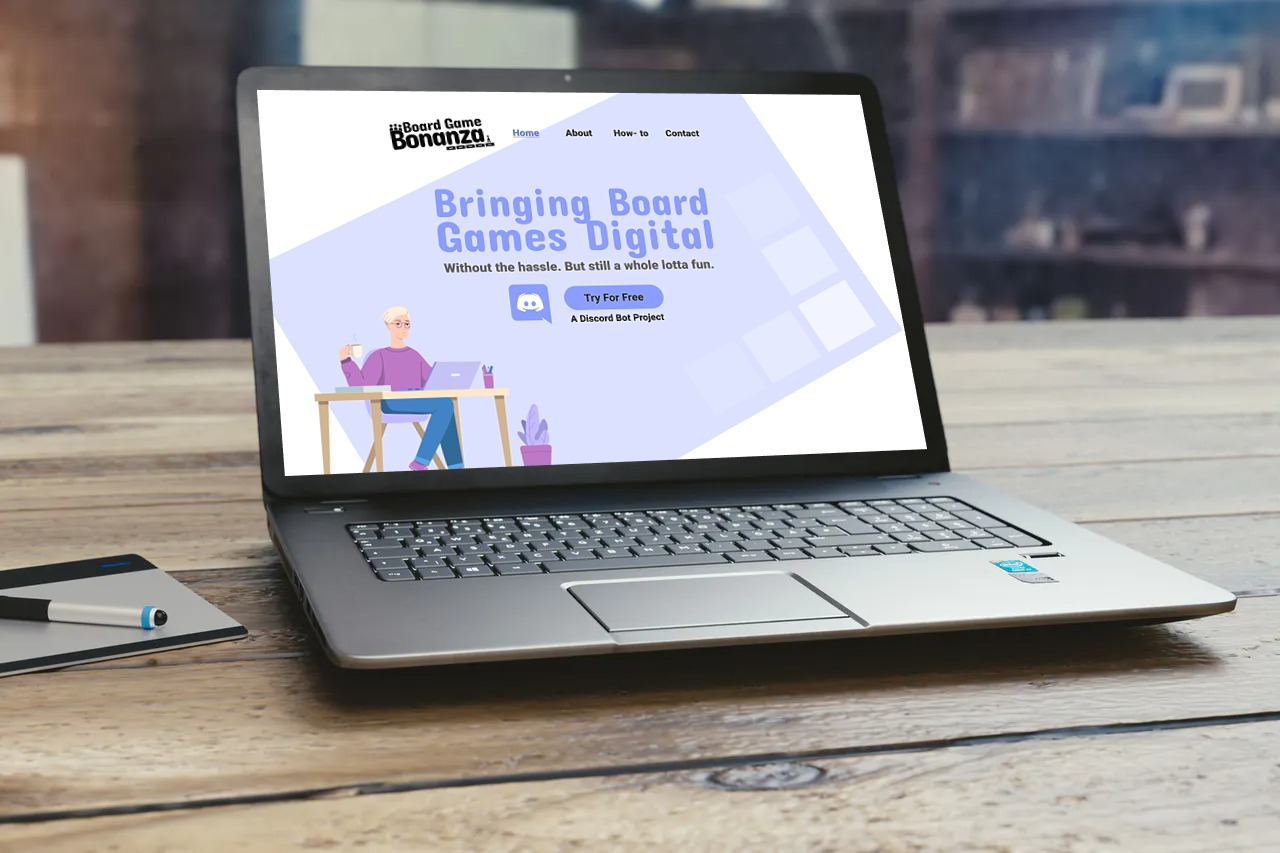 Board Game
Bonanza
Home About How- to Contact
Bringing Board
Games Digital
Without the hassle. But still a whole lotta fun.
Try For Free
A Discord Bot Project